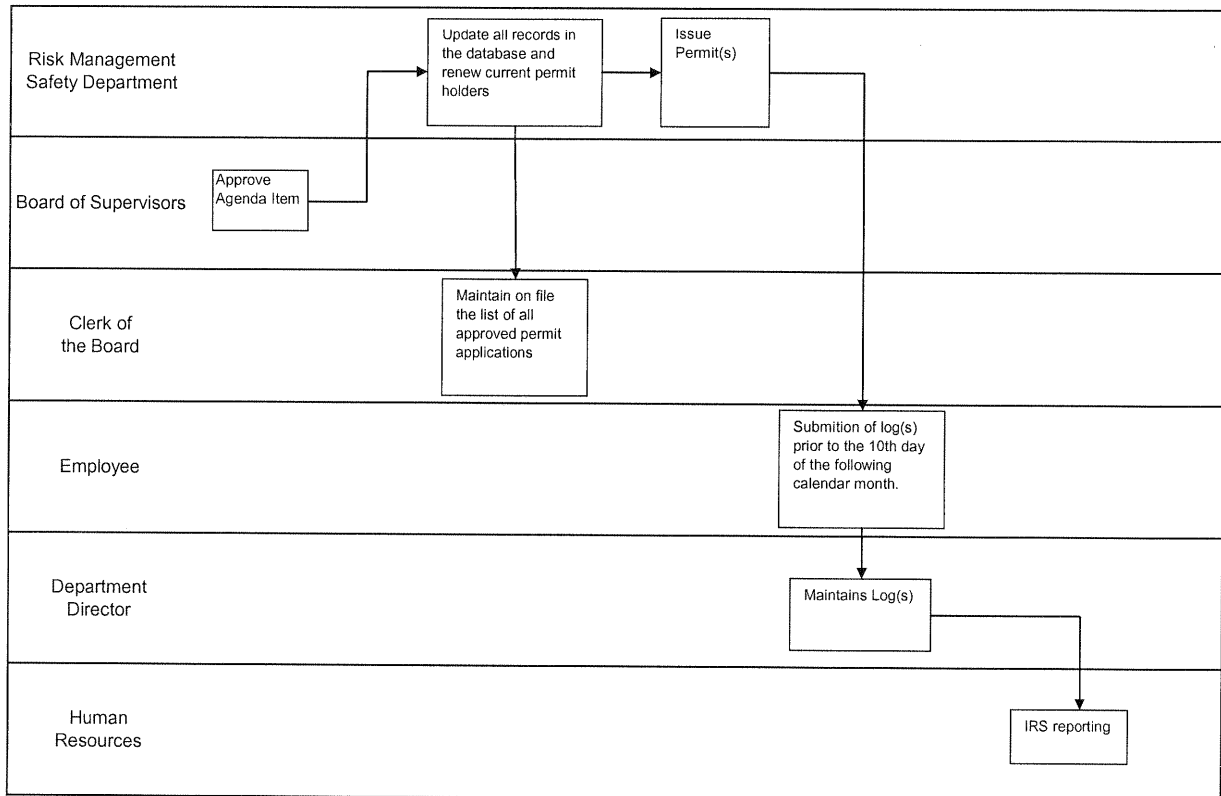 Risk Management
Safety Department
Update all records in
the database and
renew current permit
holders
Issue
Permit(s)
Board of Supervisors
Approve
Agenda Item
Clerk of
the Board
Maintain on file
the list of all
approved permit
applications
Employee
Submition of log(s)
prior to the 10th day
of the following
calendar month.
Department
Director
Maintains Log(s)
Human
Resources
IRS reporting